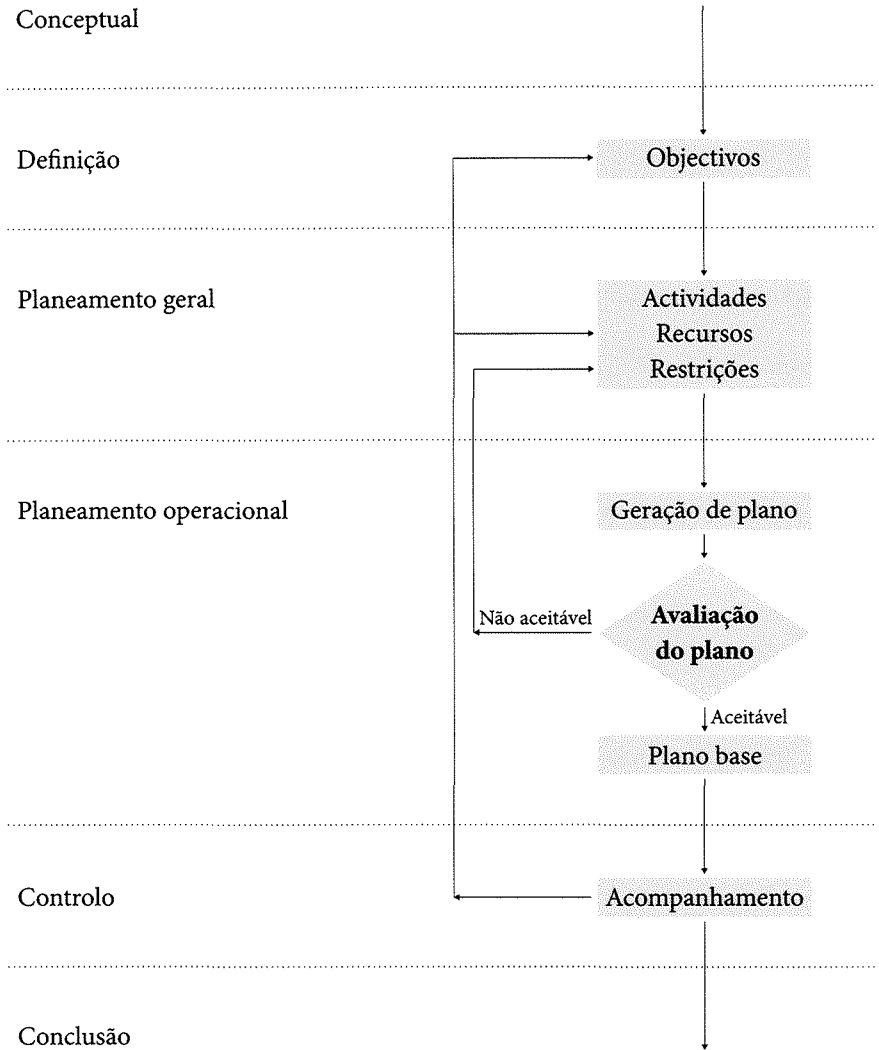 Conceptual
Definição
Objectivos
Planeamento geral
Actividades
Recursos
Restrições
Planeamento operacional
Geração de plano
Não aceitável
Avaliação
do plano
Aceitável
Plano base
Controlo
Acompanhamento
Conclusão